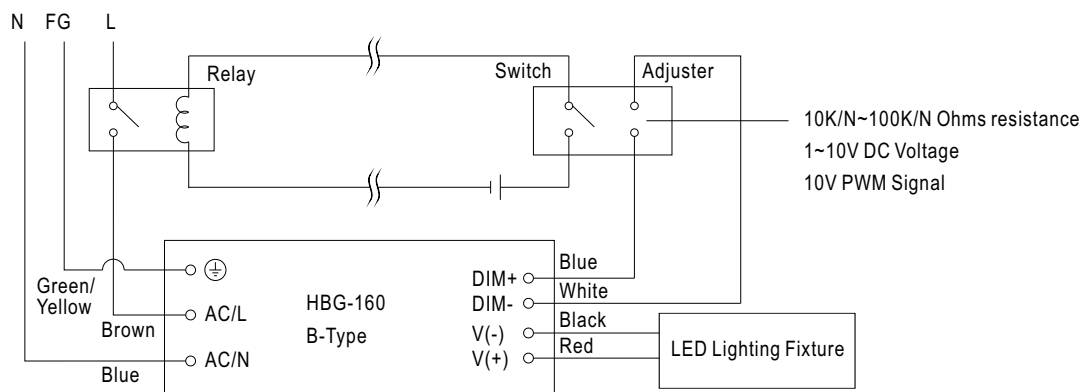 N FG L
Relay
Switch
Adjuster
10K/N~100K/N Ohms resistance
1~10V DC Voltage
10V PWM Signal
Green/
Yellow
Brown
Blue
AC/L
AC/N
HBG-160
B-Type
DIM+
DIM-
V(-)
V(+)
Blue
White
Black
Red
LED Lighting Fixture